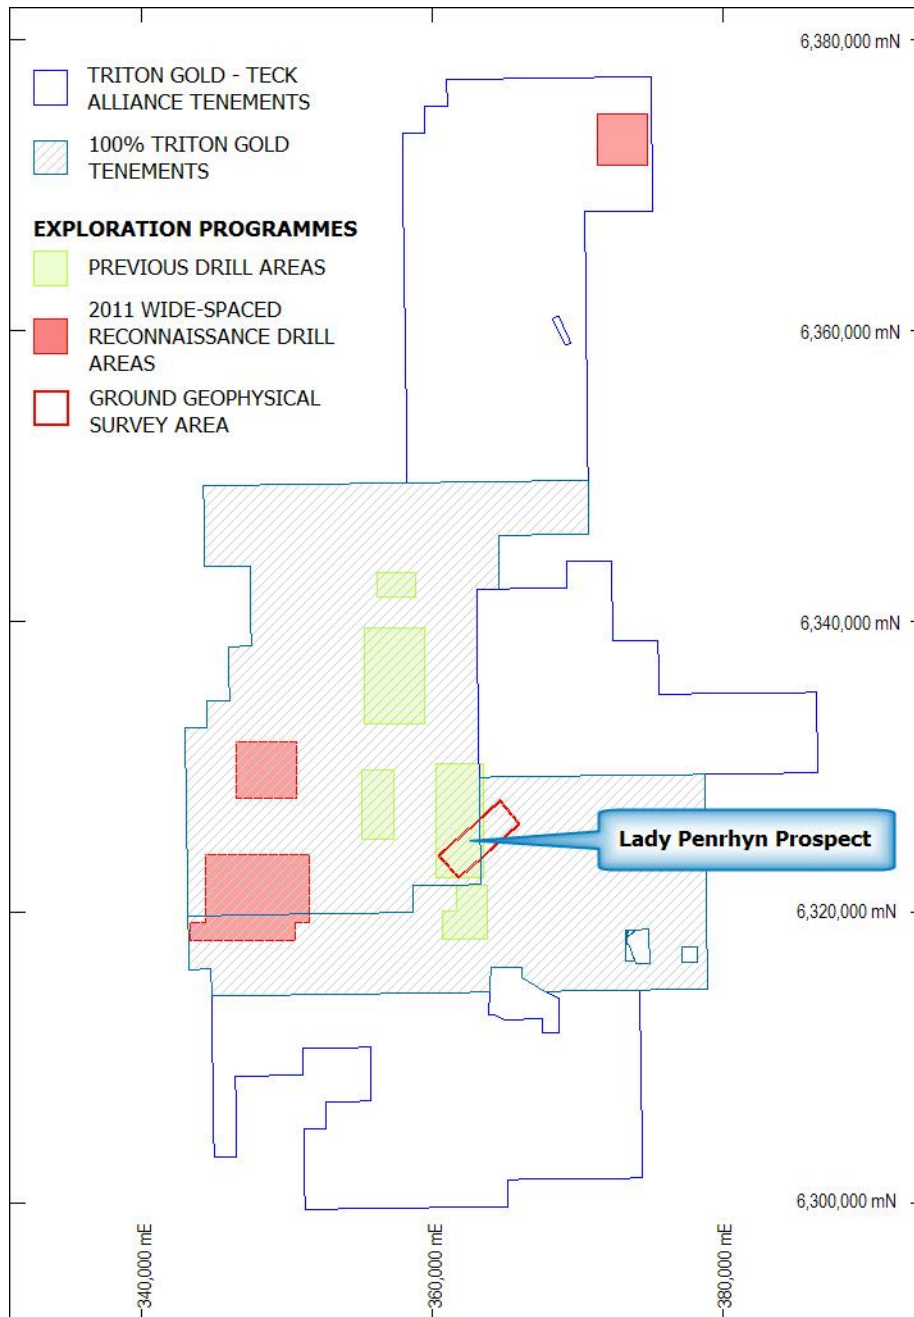 6,380,000 mN
TRITON GOLD - TECK
ALLIANCE TENEMENTS
100% TRITON GOLD
TENEMENTS
EXPLORATION PROGRAMMES
PREVIOUS DRILL AREAS
2011 WIDE-SPACED
RECONNAISSANCE DRILL
AREAS
6,360,000 mN
GROUND GEOPHYSICAL
SURVEY AREA
6,340,000 mN
Lady Penrhyn Prospect
6,320,000 mN
6,300,000 mN
340,000 mE
360,000 mE
380,000 mE